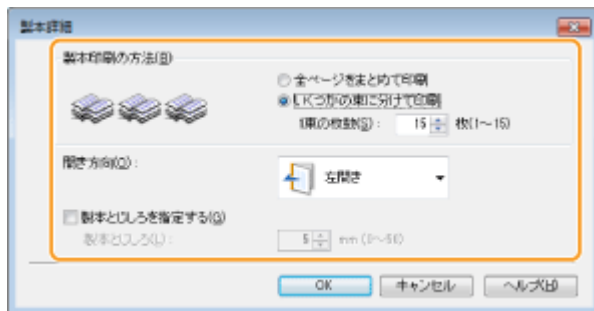 製本詳細
製本印刷の方法(B)
全ページをまとめて印刷
いくつかの束に分けて印刷
1束の枚数(S): 15 枚(1~15)
開き方向(O):
左開き
製本とじしろを指定する(G)
製本とじしろ(L): 5 mm (0~50)
OK キャンセル ヘルプ(H)